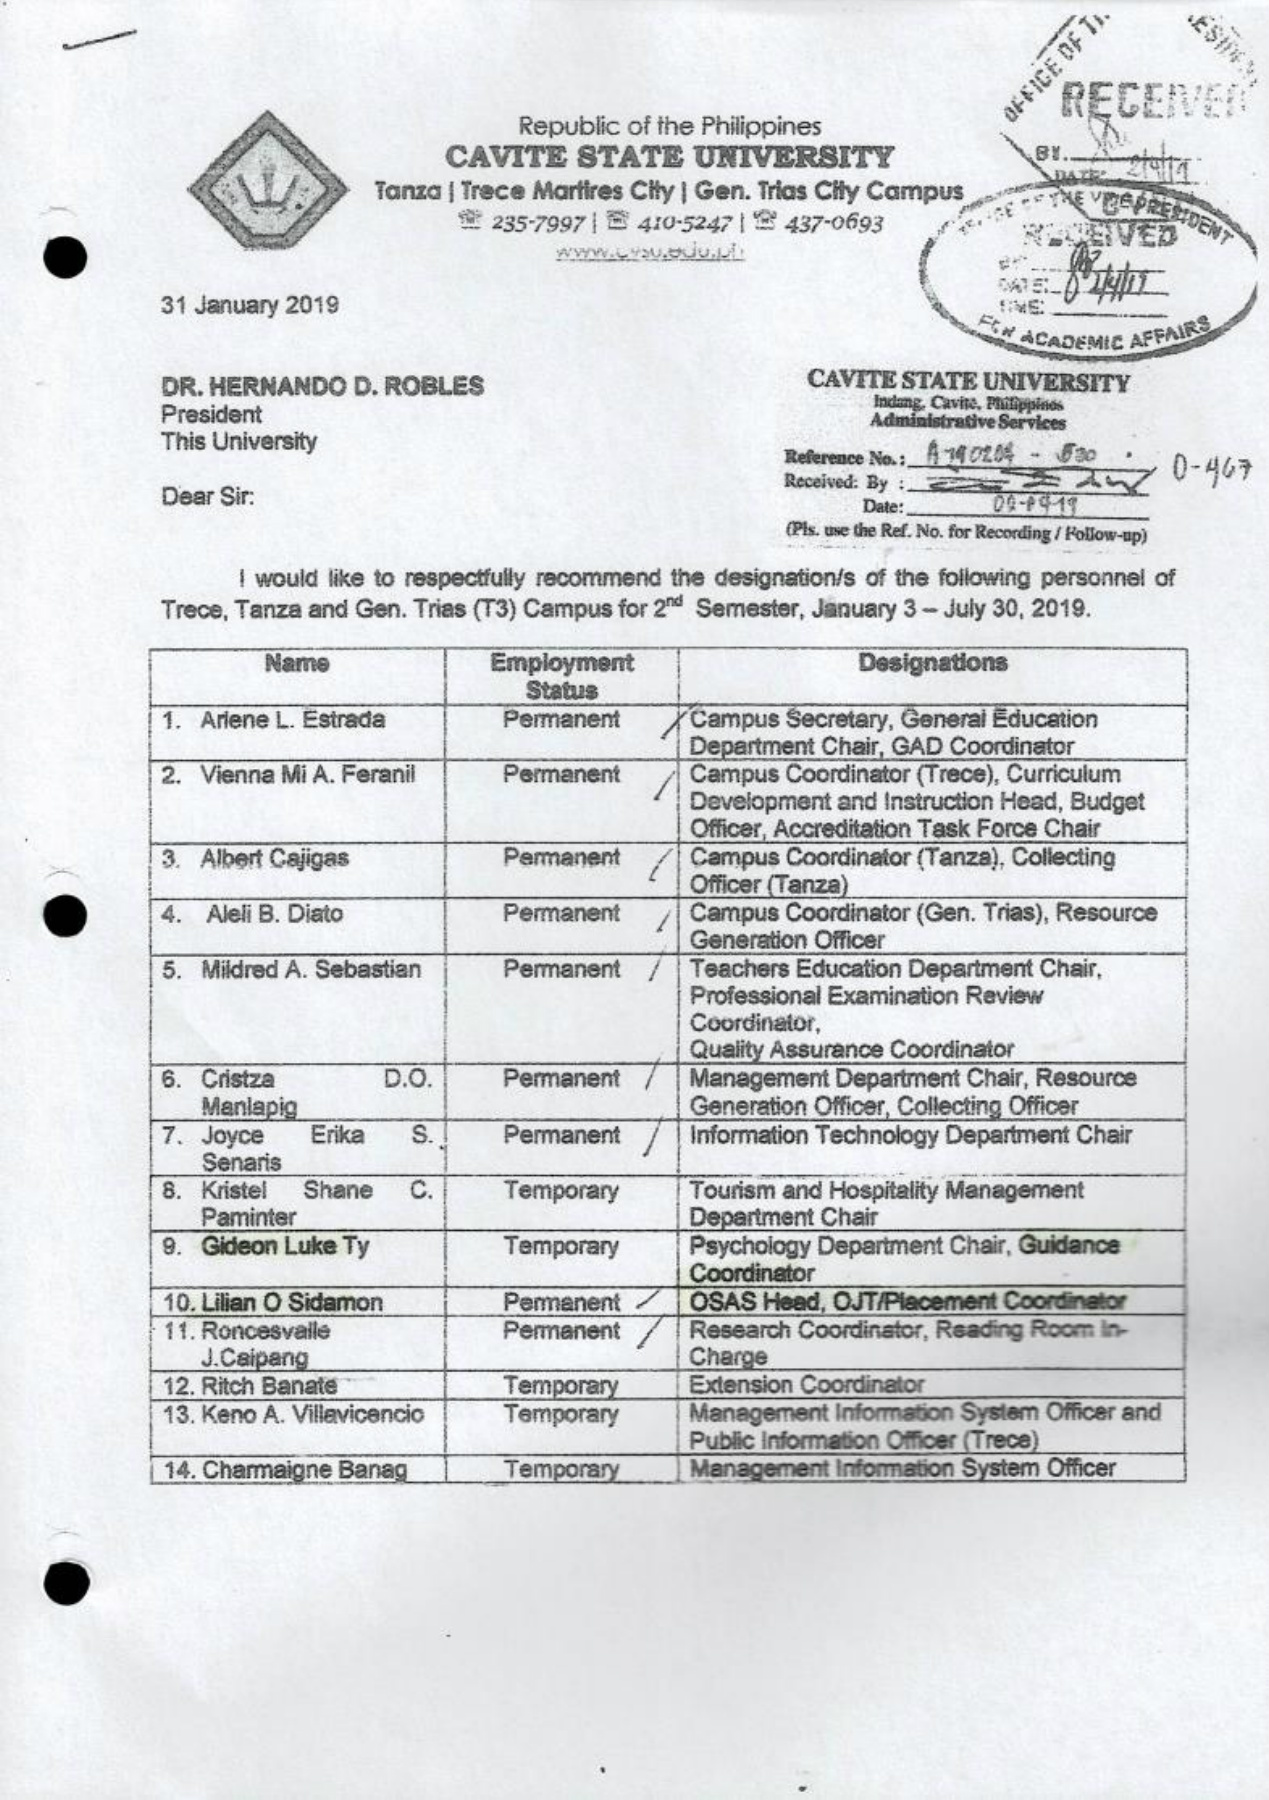 OFFICE OF
RECEIVED
BY.
DATE: 2/4/19
Republic of the Philippines
CAVITE STATE UNIVERSITY
Tanza | Trece Martires City | Gen. Trias City Campus
235-7997 | 410-5247 | 437-0693
www.cvsu.edu.ph
THE VICE PRESIDENT
RECEIVED
BY:
DATE: 2/4/19
TIME:
FOR ACADEMIC AFFAIRS
31 January 2019
DR. HERNANDO D. ROBLES
President
This University
Dear Sir:
CAVITE STATE UNIVERSITY
Indang, Cavite, Philippines
Administrative Services
Reference No.: A190204 - 530
Received: By :
Date:
(Pls. use the Ref. No. for Recording / Follow-up)
0-467
I would like to respectfully recommend the designation/s of the following personnel of
Trece, Tanza and Gen. Trias (T3) Campus for 2nd Semester, January 3 – July 30, 2019.
Name Employment Designations
Status
1. Arlene L. Estrada Permanent Campus Secretary, General Education
Department Chair, GAD Coordinator
2. Vienna Mi A. Feranil Permanent Campus Coordinator (Trece), Curriculum
Development and Instruction Head, Budget
Officer, Accreditation Task Force Chair
3. Albert Cajigas Permanent Campus Coordinator (Tanza), Collecting
Officer (Tanza)
4. Aleli B. Diato Permanent Campus Coordinator (Gen. Trias), Resource
Generation Officer
5. Mildred A. Sebastian Permanent Teachers Education Department Chair,
Professional Examination Review
Coordinator,
Quality Assurance Coordinator
6. Cristza D.O. Permanent Management Department Chair, Resource
Manlapig Generation Officer, Collecting Officer
7. Joyce Erika S. Permanent Information Technology Department Chair
Senaris
8. Kristel Shane C. Temporary Tourism and Hospitality Management
Paminter Department Chair
9. Gideon Luke Ty Temporary Psychology Department Chair, Guidance
Coordinator
10. Lilian O Sidamon Permanent OSAS Head, OJT/Placement Coordinator
11. Roncesvalle Permanent Research Coordinator, Reading Room In-
J.Caipang Charge
12. Ritch Banate Temporary Extension Coordinator
13. Keno A. Villavicencio Temporary Management Information System Officer and
Public Information Officer (Trece)
14. Charmaigne Banag Temporary Management Information System Officer